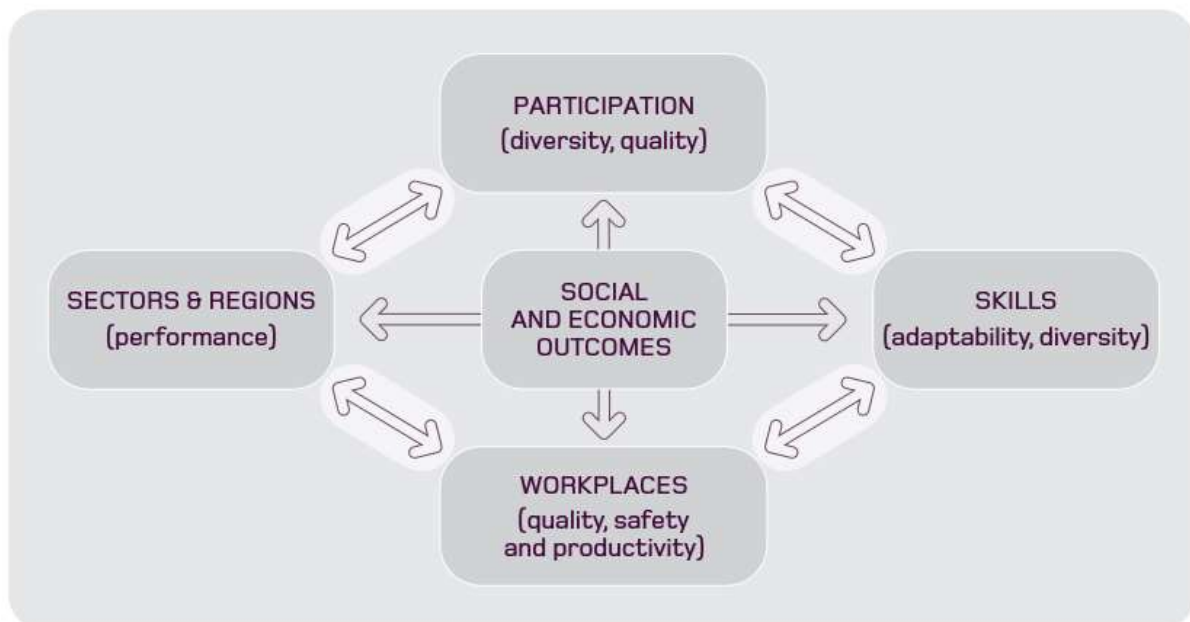 PARTICIPATION
(diversity, quality)
SECTORS & REGIONS
(performance)
SOCIAL
AND ECONOMIC
OUTCOMES
SKILLS
(adaptability, diversity)
WORKPLACES
(quality, safety
and productivity)